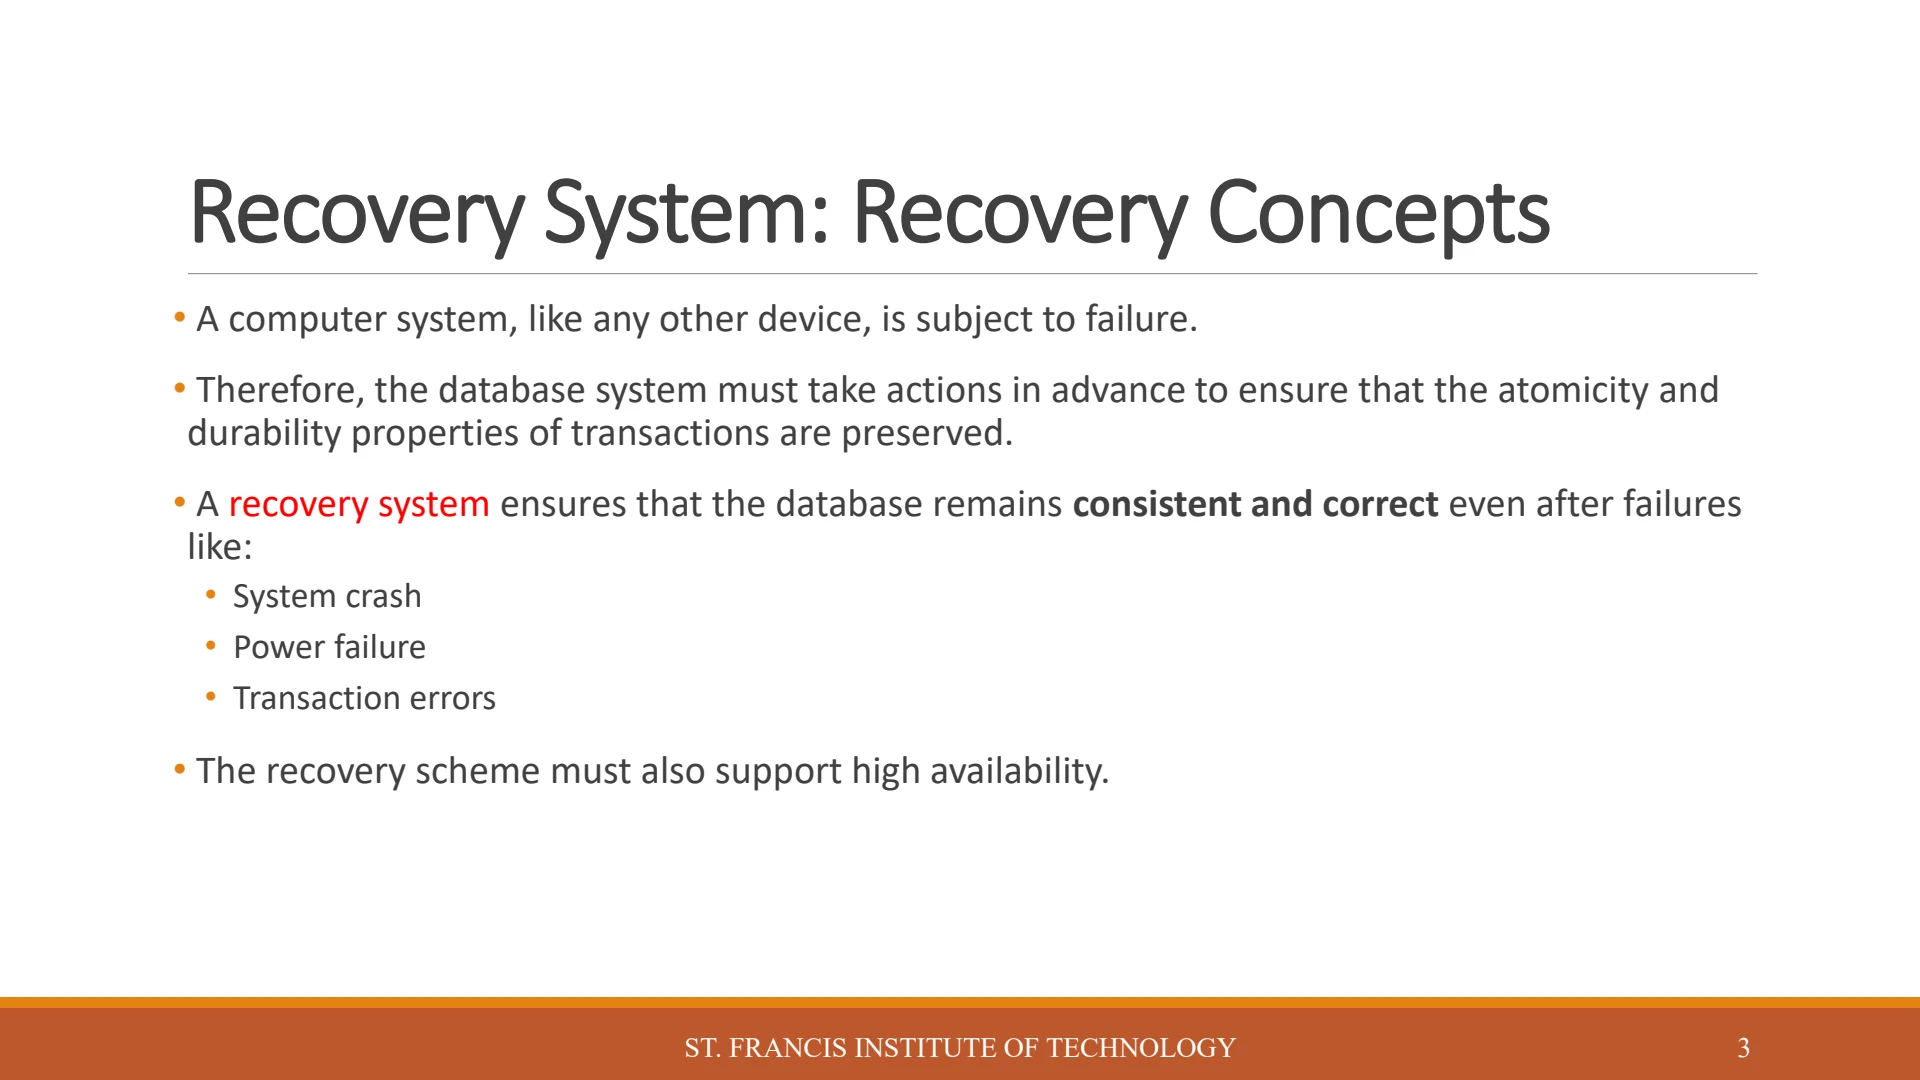 Recovery System: Recovery Concepts
• A computer system, like any other device, is subject to failure.
• Therefore, the database system must take actions in advance to ensure that the atomicity and
durability properties of transactions are preserved.
• A recovery system ensures that the database remains consistent and correct even after failures
like:
• System crash
• Power failure
• Transaction errors
• The recovery scheme must also support high availability.
ST. FRANCIS INSTITUTE OF TECHNOLOGY 3